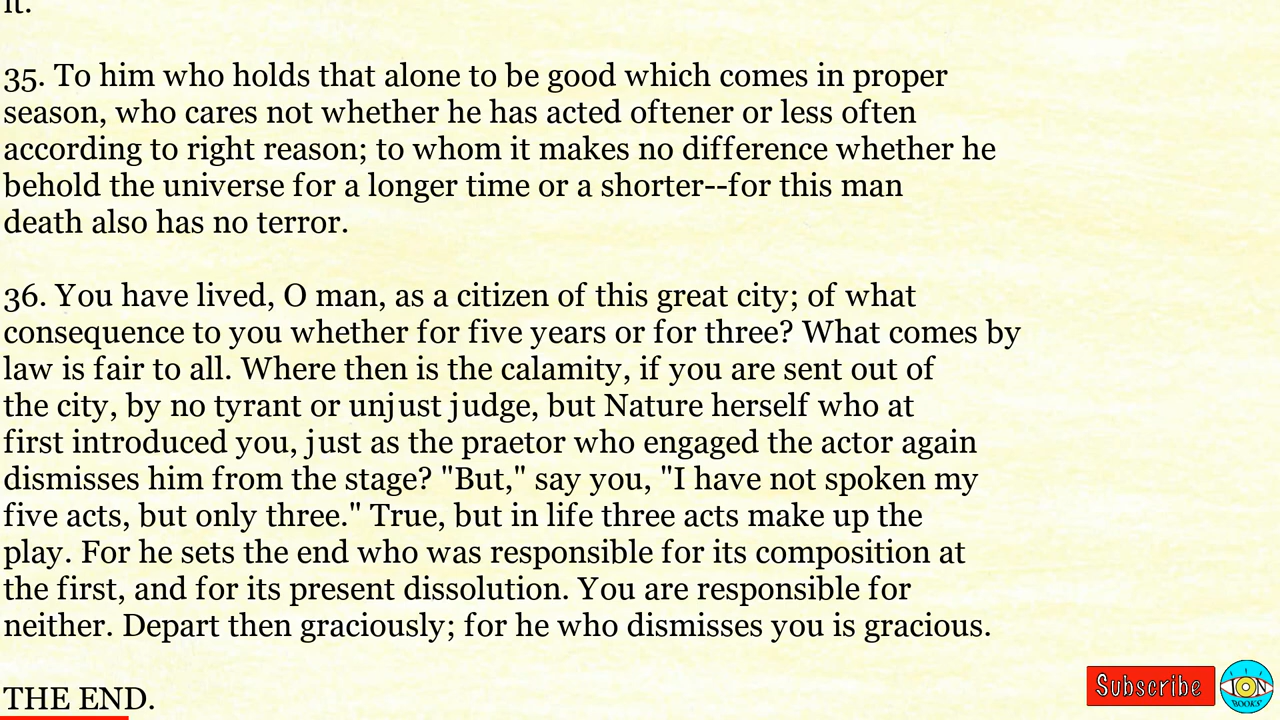 it.
35. To him who holds that alone to be good which comes in proper
season, who cares not whether he has acted oftener or less often
according to right reason; to whom it makes no difference whether he
behold the universe for a longer time or a shorter--for this man
death also has no terror.
36. You have lived, O man, as a citizen of this great city; of what
consequence to you whether for five years or for three? What comes by
law is fair to all. Where then is the calamity, if you are sent out of
the city, by no tyrant or unjust judge, but Nature herself who at
first introduced you, just as the praetor who engaged the actor again
dismisses him from the stage? "But," say you, "I have not spoken my
five acts, but only three." True, but in life three acts make up the
play. For he sets the end who was responsible for its composition at
the first, and for its present dissolution. You are responsible for
neither. Depart then graciously; for he who dismisses you is gracious.
THE END.
Subscribe
ION
BOOKS